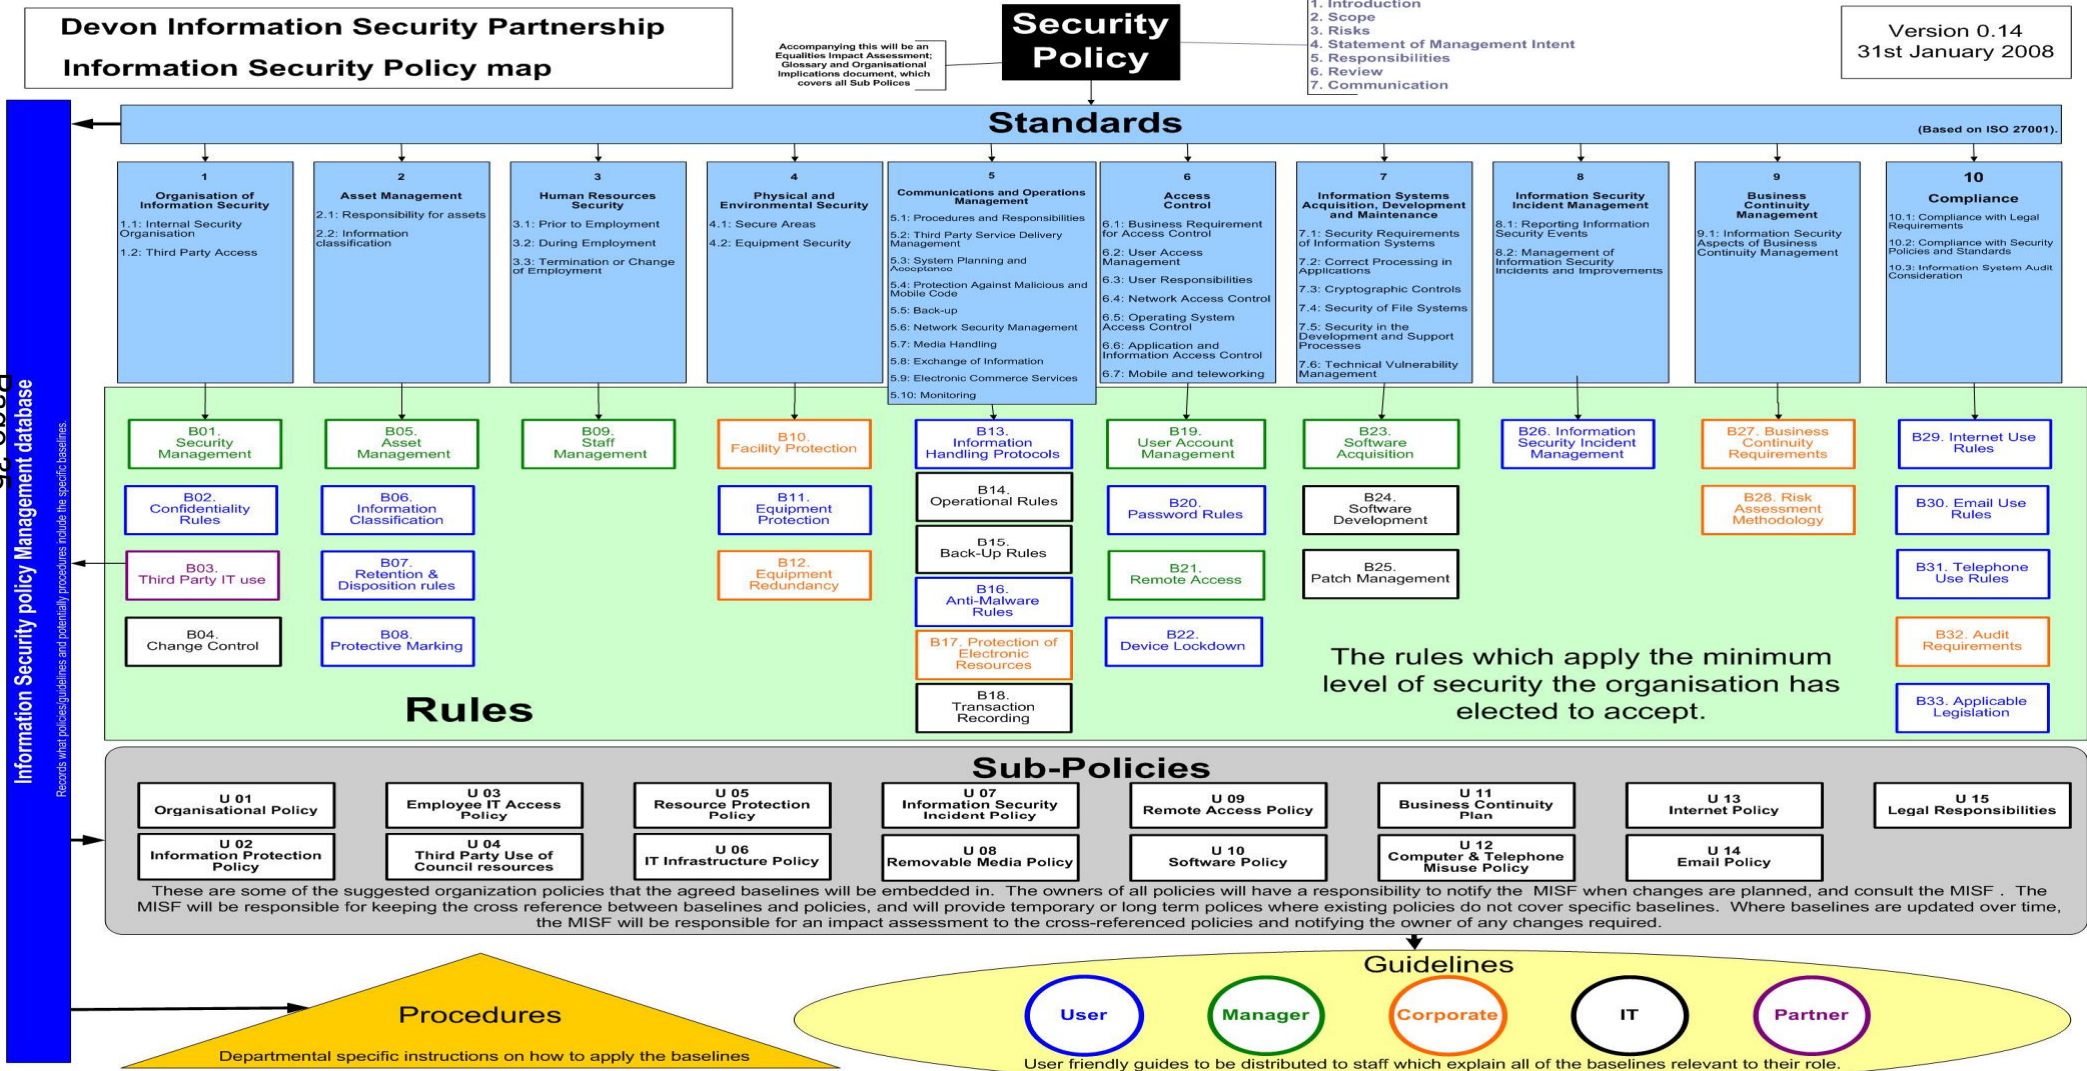 Devon Information Security Partnership
Information Security Policy map
Accompanying this will be an
Equalities Impact Assessment;
Glossary and Organisational
Implications document, which
covers all Sub Polices
Security
Policy
1. Introduction
2. Scope
3. Risks
4. Statement of Management Intent
5. Responsibilities
6. Review
7. Communication
Version 0.14
31st January 2008
Standards
(Based on ISO 27001).
1
Organisation of
Information Security
1.1: Internal Security
Organisation
1.2: Third Party Access
2
Asset Management
2.1: Responsibility for assets
2.2: Information
classification
3
Human Resources
Security
3.1: Prior to Employment
3.2: During Employment
3.3: Termination or Change
of Employment
4
Physical and
Environmental Security
4.1: Secure Areas
4.2: Equipment Security
5
Communications and Operations
Management
5.1: Procedures and Responsibilities
5.2: Third Party Service Delivery
Management
5.3: System Planning and
Acceptance
5.4: Protection Against Malicious and
Mobile Code
5.5: Back-up
5.6: Network Security Management
5.7: Media Handling
5.8: Exchange of Information
5.9: Electronic Commerce Services
5.10: Monitoring
6
Access
Control
6.1: Business Requirement
for Access Control
6.2: User Access
Management
6.3: User Responsibilities
6.4: Network Access Control
6.5: Operating System
Access Control
6.6: Application and
Information Access Control
6.7: Mobile and teleworking
7
Information Systems
Acquisition, Development
and Maintenance
7.1: Security Requirements
of Information Systems
7.2: Correct Processing in
Applications
7.3: Cryptographic Controls
7.4: Security of File Systems
7.5: Security in the
Development and Support
Processes
7.6: Technical Vulnerability
Management
8
Information Security
Incident Management
8.1: Reporting Information
Security Events
8.2: Management of
Information Security
Incidents and Improvements
9
Business
Continuity
Management
9.1: Information Security
Aspects of Business
Continuity Management
10
Compliance
10.1: Compliance with Legal
Requirements
10.2: Compliance with Security
Policies and Standards
10.3: Information System Audit
Consideration
Information Security policy Management database
Records what policies/guidelines and potentially procedures include the specific baselines.
B01.
Security
Management
B02.
Confidentiality
Rules
B03.
Third Party IT use
B04.
Change Control
B05.
Asset
Management
B06.
Information
Classification
B07.
Retention &
Disposition rules
B08.
Protective Marking
B09.
Staff
Management
B10.
Facility Protection
B11.
Equipment
Protection
B12.
Equipment
Redundancy
B13.
Information
Handling Protocols
B14.
Operational Rules
B15.
Back-Up Rules
B16.
Anti-Malware
Rules
B17. Protection of
Electronic
Resources
B18.
Transaction
Recording
B19.
User Account
Management
B20.
Password Rules
B21.
Remote Access
B22.
Device Lockdown
B23.
Software
Acquisition
B24.
Software
Development
B25.
Patch Management
B26. Information
Security Incident
Management
B27. Business
Continuity
Requirements
B28. Risk
Assessment
Methodology
B29. Internet Use
Rules
B30. Email Use
Rules
B31. Telephone
Use Rules
B32. Audit
Requirements
B33. Applicable
Legislation
Rules
The rules which apply the minimum
level of security the organisation has
elected to accept.
Sub-Policies
U 01
Organisational Policy
U 02
Information Protection
Policy
U 03
Employee IT Access
Policy
U 04
Third Party Use of
Council resources
U 05
Resource Protection
Policy
U 06
IT Infrastructure Policy
U 07
Information Security
Incident Policy
U 08
Removable Media Policy
U 09
Remote Access Policy
U 10
Software Policy
U 11
Business Continuity
Plan
U 12
Computer & Telephone
Misuse Policy
U 13
Internet Policy
U 14
Email Policy
U 15
Legal Responsibilities
These are some of the suggested organization policies that the agreed baselines will be embedded in. The owners of all policies will have a responsibility to notify the MISF when changes are planned, and consult the MISF . The
MISF will be responsible for keeping the cross reference between baselines and policies, and will provide temporary or long term polices where existing policies do not cover specific baselines. Where baselines are updated over time,
the MISF will be responsible for an impact assessment to the cross-referenced policies and notifying the owner of any changes required.
Procedures
Departmental specific instructions on how to apply the baselines
Guidelines
User
Manager
Corporate
IT
Partner
User friendly guides to be distributed to staff which explain all of the baselines relevant to their role.